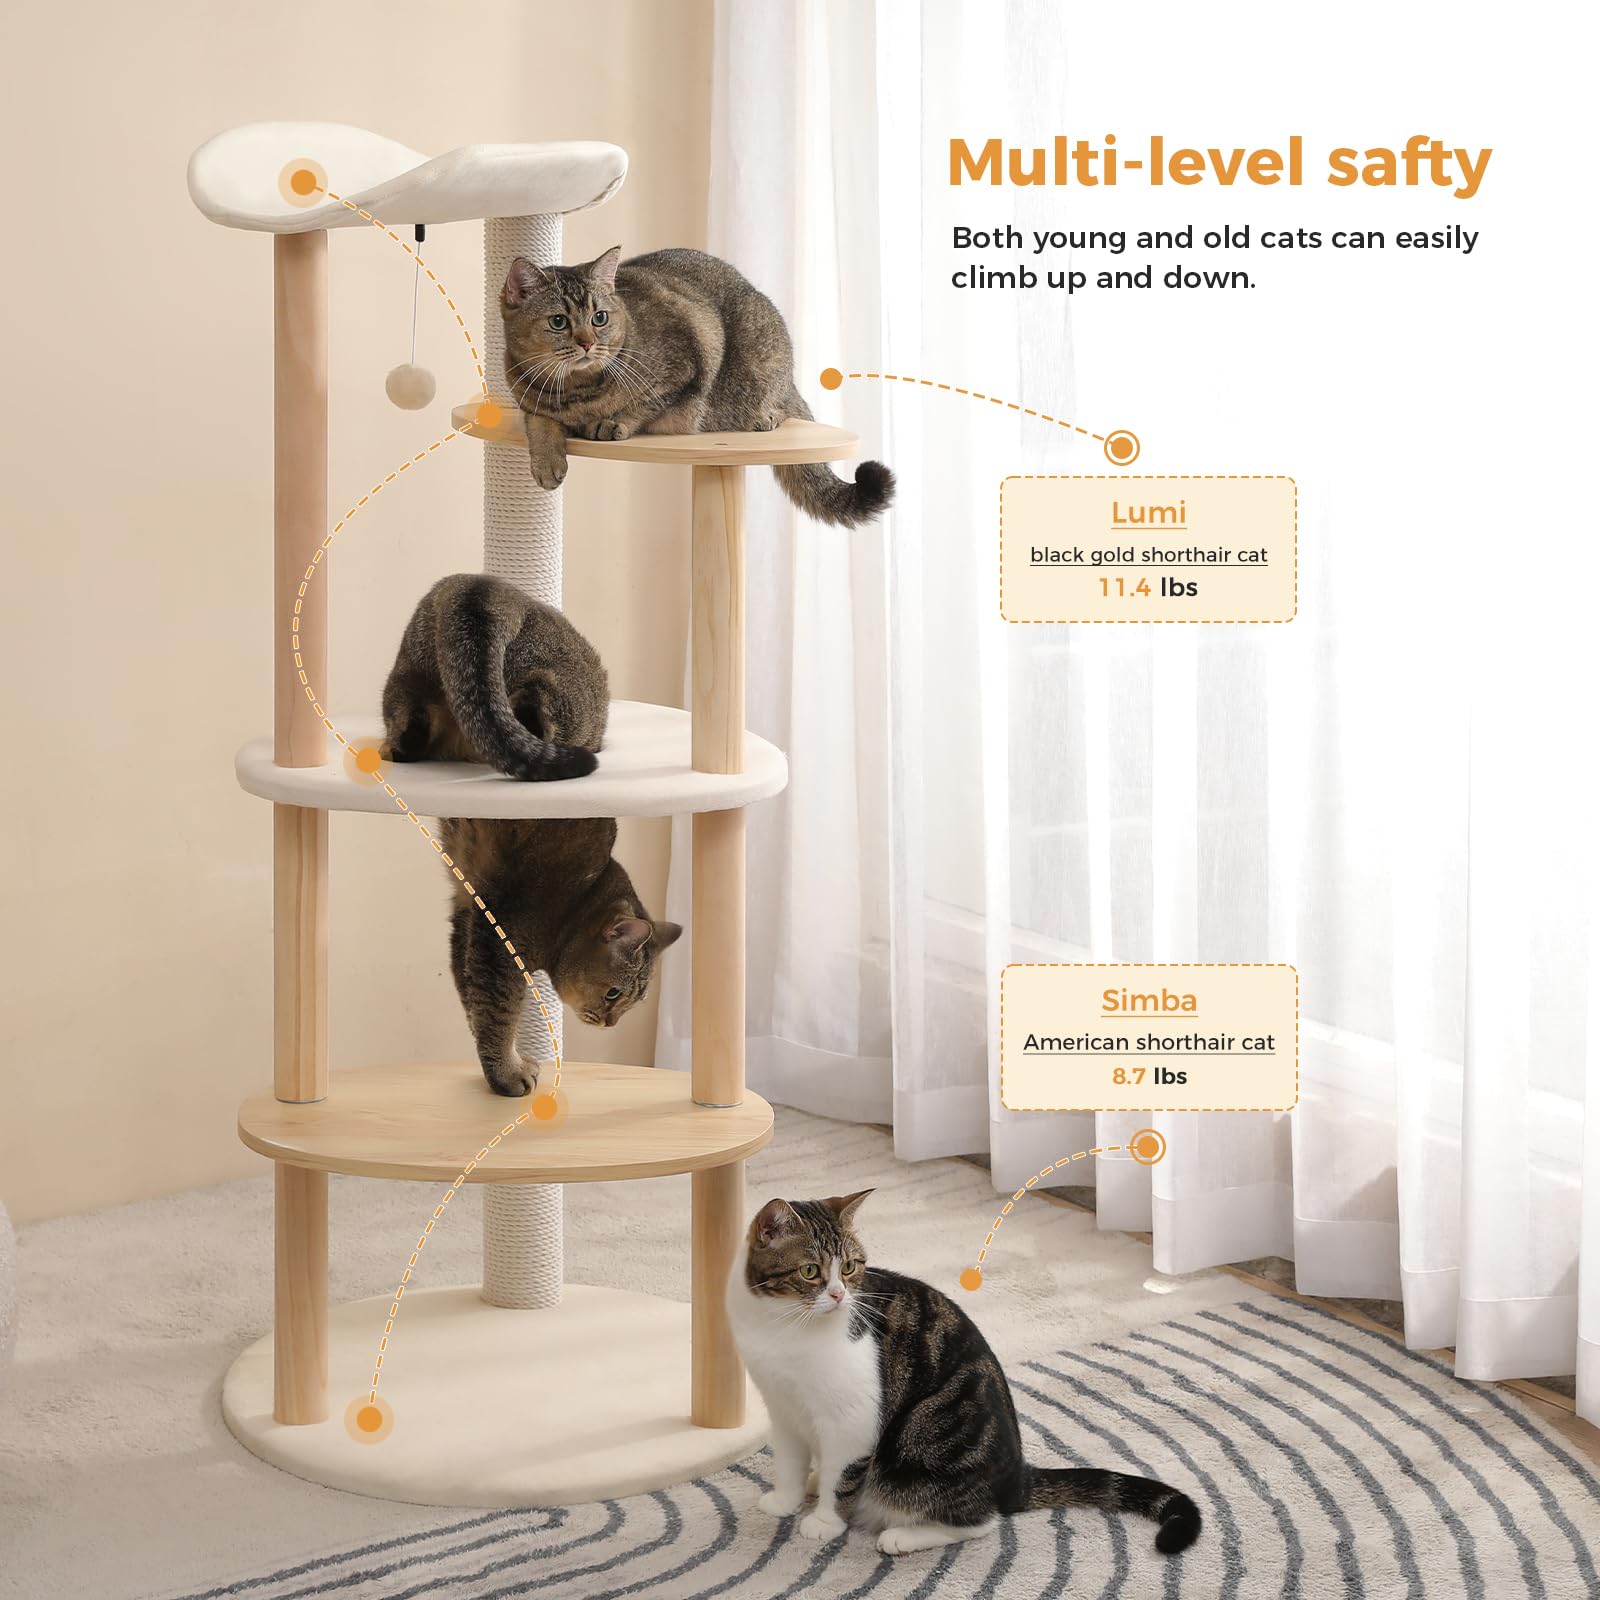 Multi-level safty
Both young and old cats can easily
climb up and down.
Lumi
black gold shorthair cat
11.4 lbs
Simba
American shorthair cat
8.7 lbs